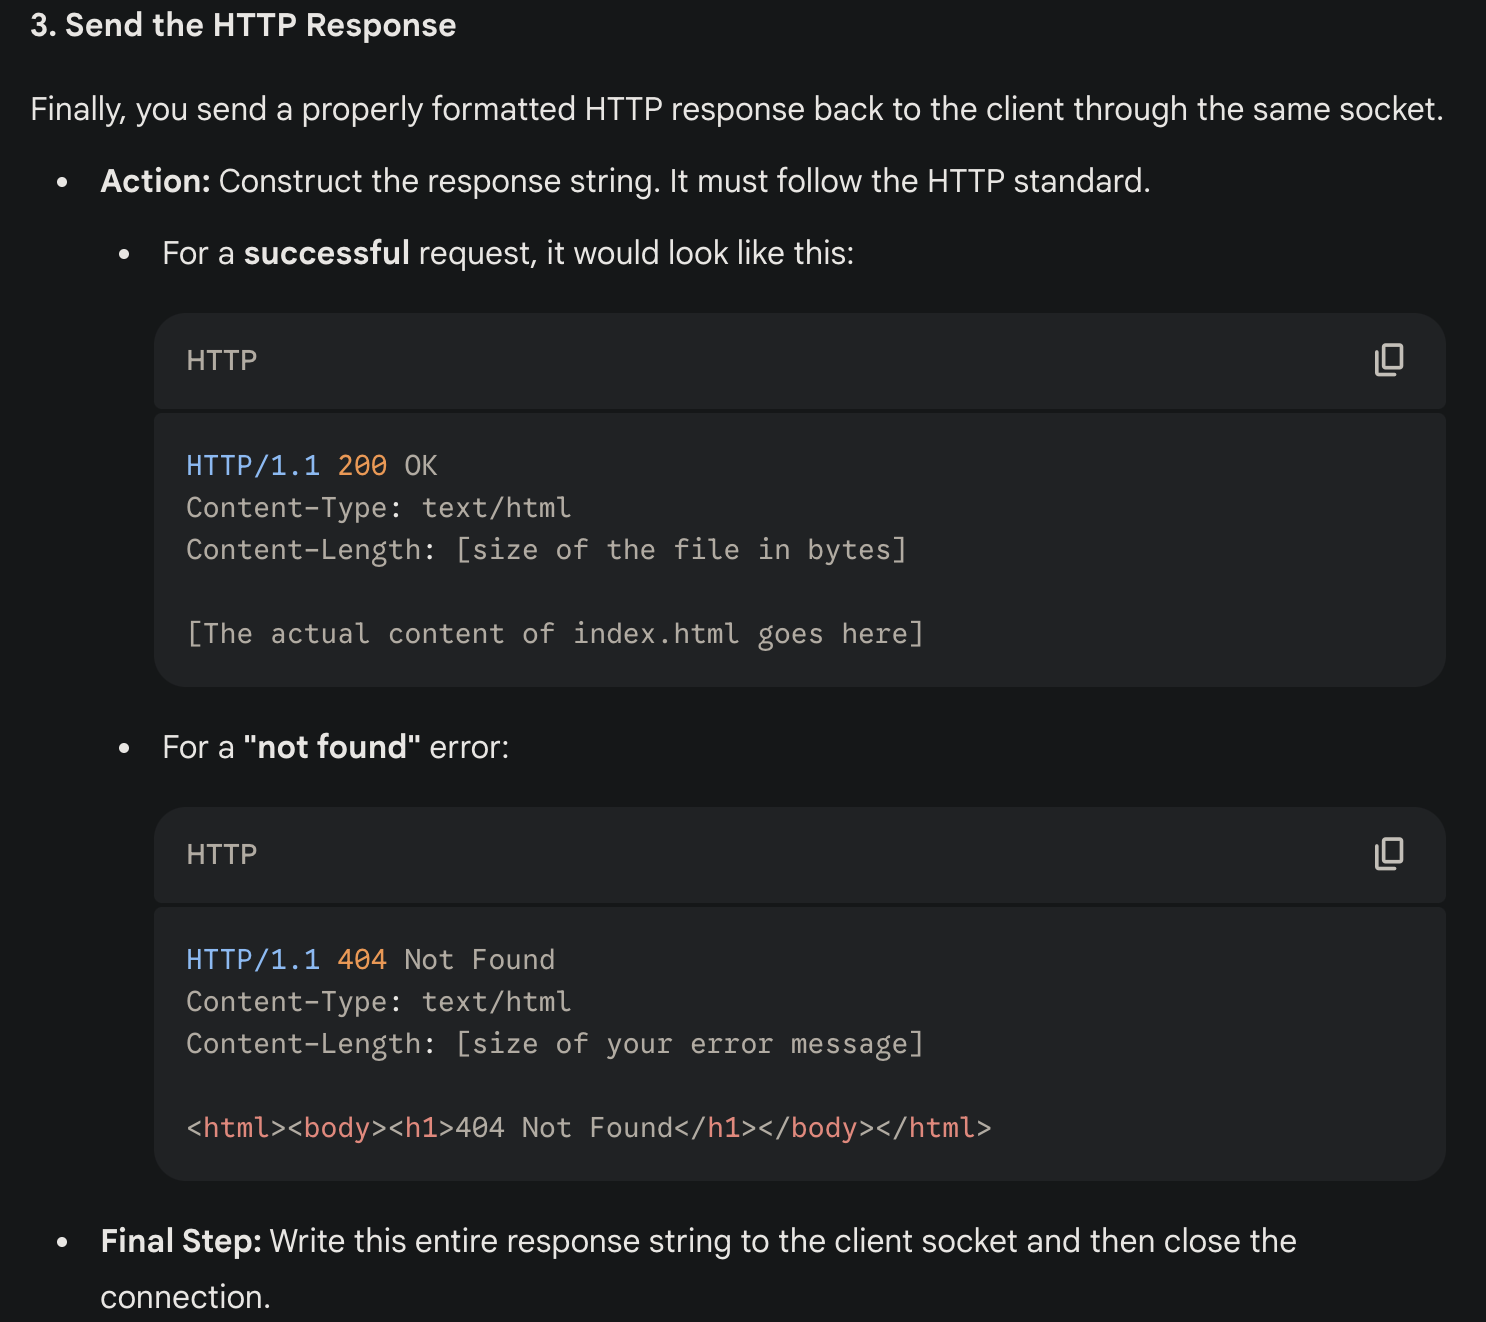 3. Send the HTTP Response
Finally, you send a properly formatted HTTP response back to the client through the same socket.
• Action: Construct the response string. It must follow the HTTP standard.
• For a successful request, it would look like this:
HTTP
HTTP/1.1 200 OK
Content-Type: text/html
Content-Length: [size of the file in bytes]
[The actual content of index.html goes here]
• For a "not found" error:
HTTP
HTTP/1.1 404 Not Found
Content-Type: text/html
Content-Length: [size of your error message]
<html><body><h1>404 Not Found</h1></body></html>
• Final Step: Write this entire response string to the client socket and then close the
connection.